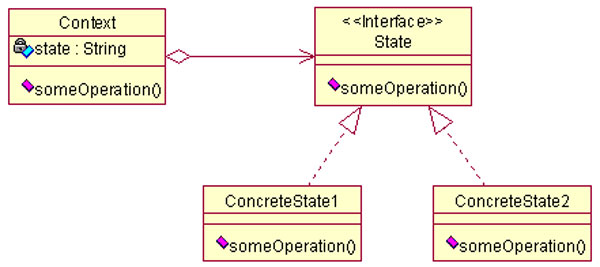 Context
state : String
someOperation()
<<Interface>>
State
someOperation()
ConcreteState1
someOperation()
ConcreteState2
someOperation()